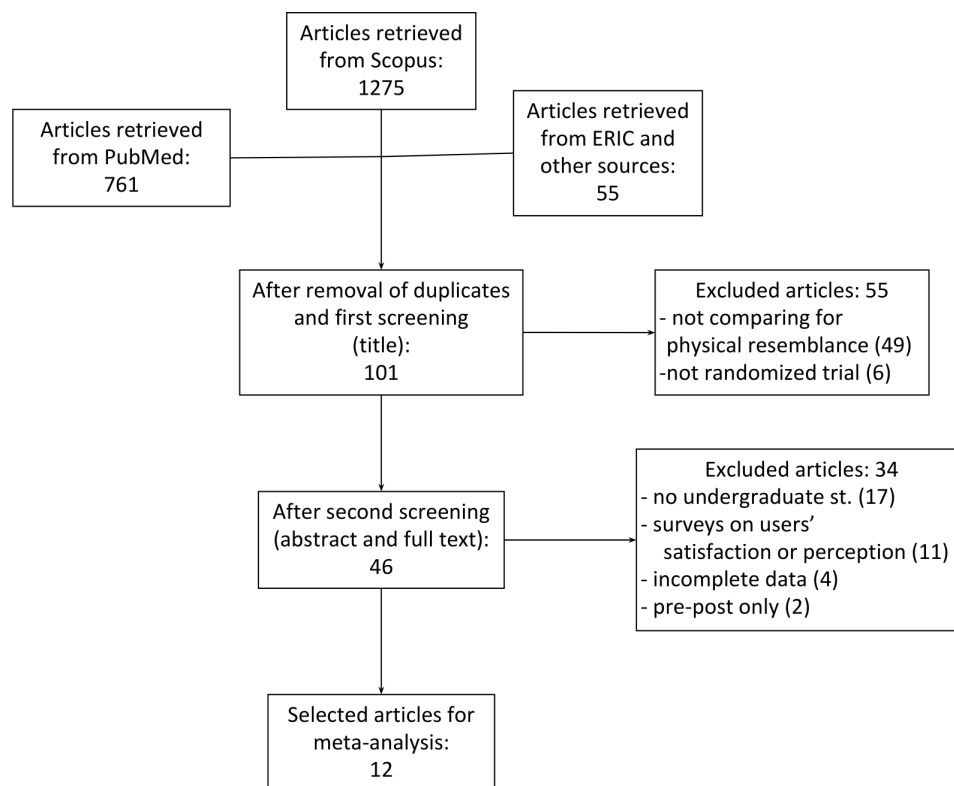 Articles retrieved
from Scopus:
1275
Articles retrieved
from PubMed:
761
Articles retrieved
from ERIC and
other sources:
55
After removal of duplicates
and first screening
(title):
101
Excluded articles: 55
- not comparing for
physical resemblance (49)
-not randomized trial (6)
After second screening
(abstract and full text):
46
Excluded articles: 34
- no undergraduate st. (17)
- surveys on users’
satisfaction or perception (11)
- incomplete data (4)
- pre-post only (2)
Selected articles for
meta-analysis:
12